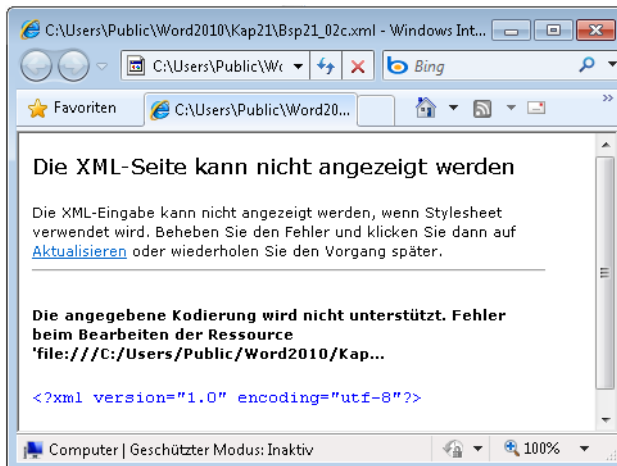 C:\Users\Public\Word2010\Kap21\Bsp21_02c.xml - Windows Int...
C:\Users\Public\Wc
Bing
Favoriten
C:\Users\Public\Word20...
»
Die XML-Seite kann nicht angezeigt werden
Die XML-Eingabe kann nicht angezeigt werden, wenn Stylesheet
verwendet wird. Beheben Sie den Fehler und klicken Sie dann auf
Aktualisieren oder wiederholen Sie den Vorgang später.
Die angegebene Kodierung wird nicht unterstützt. Fehler
beim Bearbeiten der Ressource
'file:///C:/Users/Public/Word2010/Kap...
<?xml version="1.0" encoding="utf-8"?>
Computer | Geschützter Modus: Inaktiv
100%